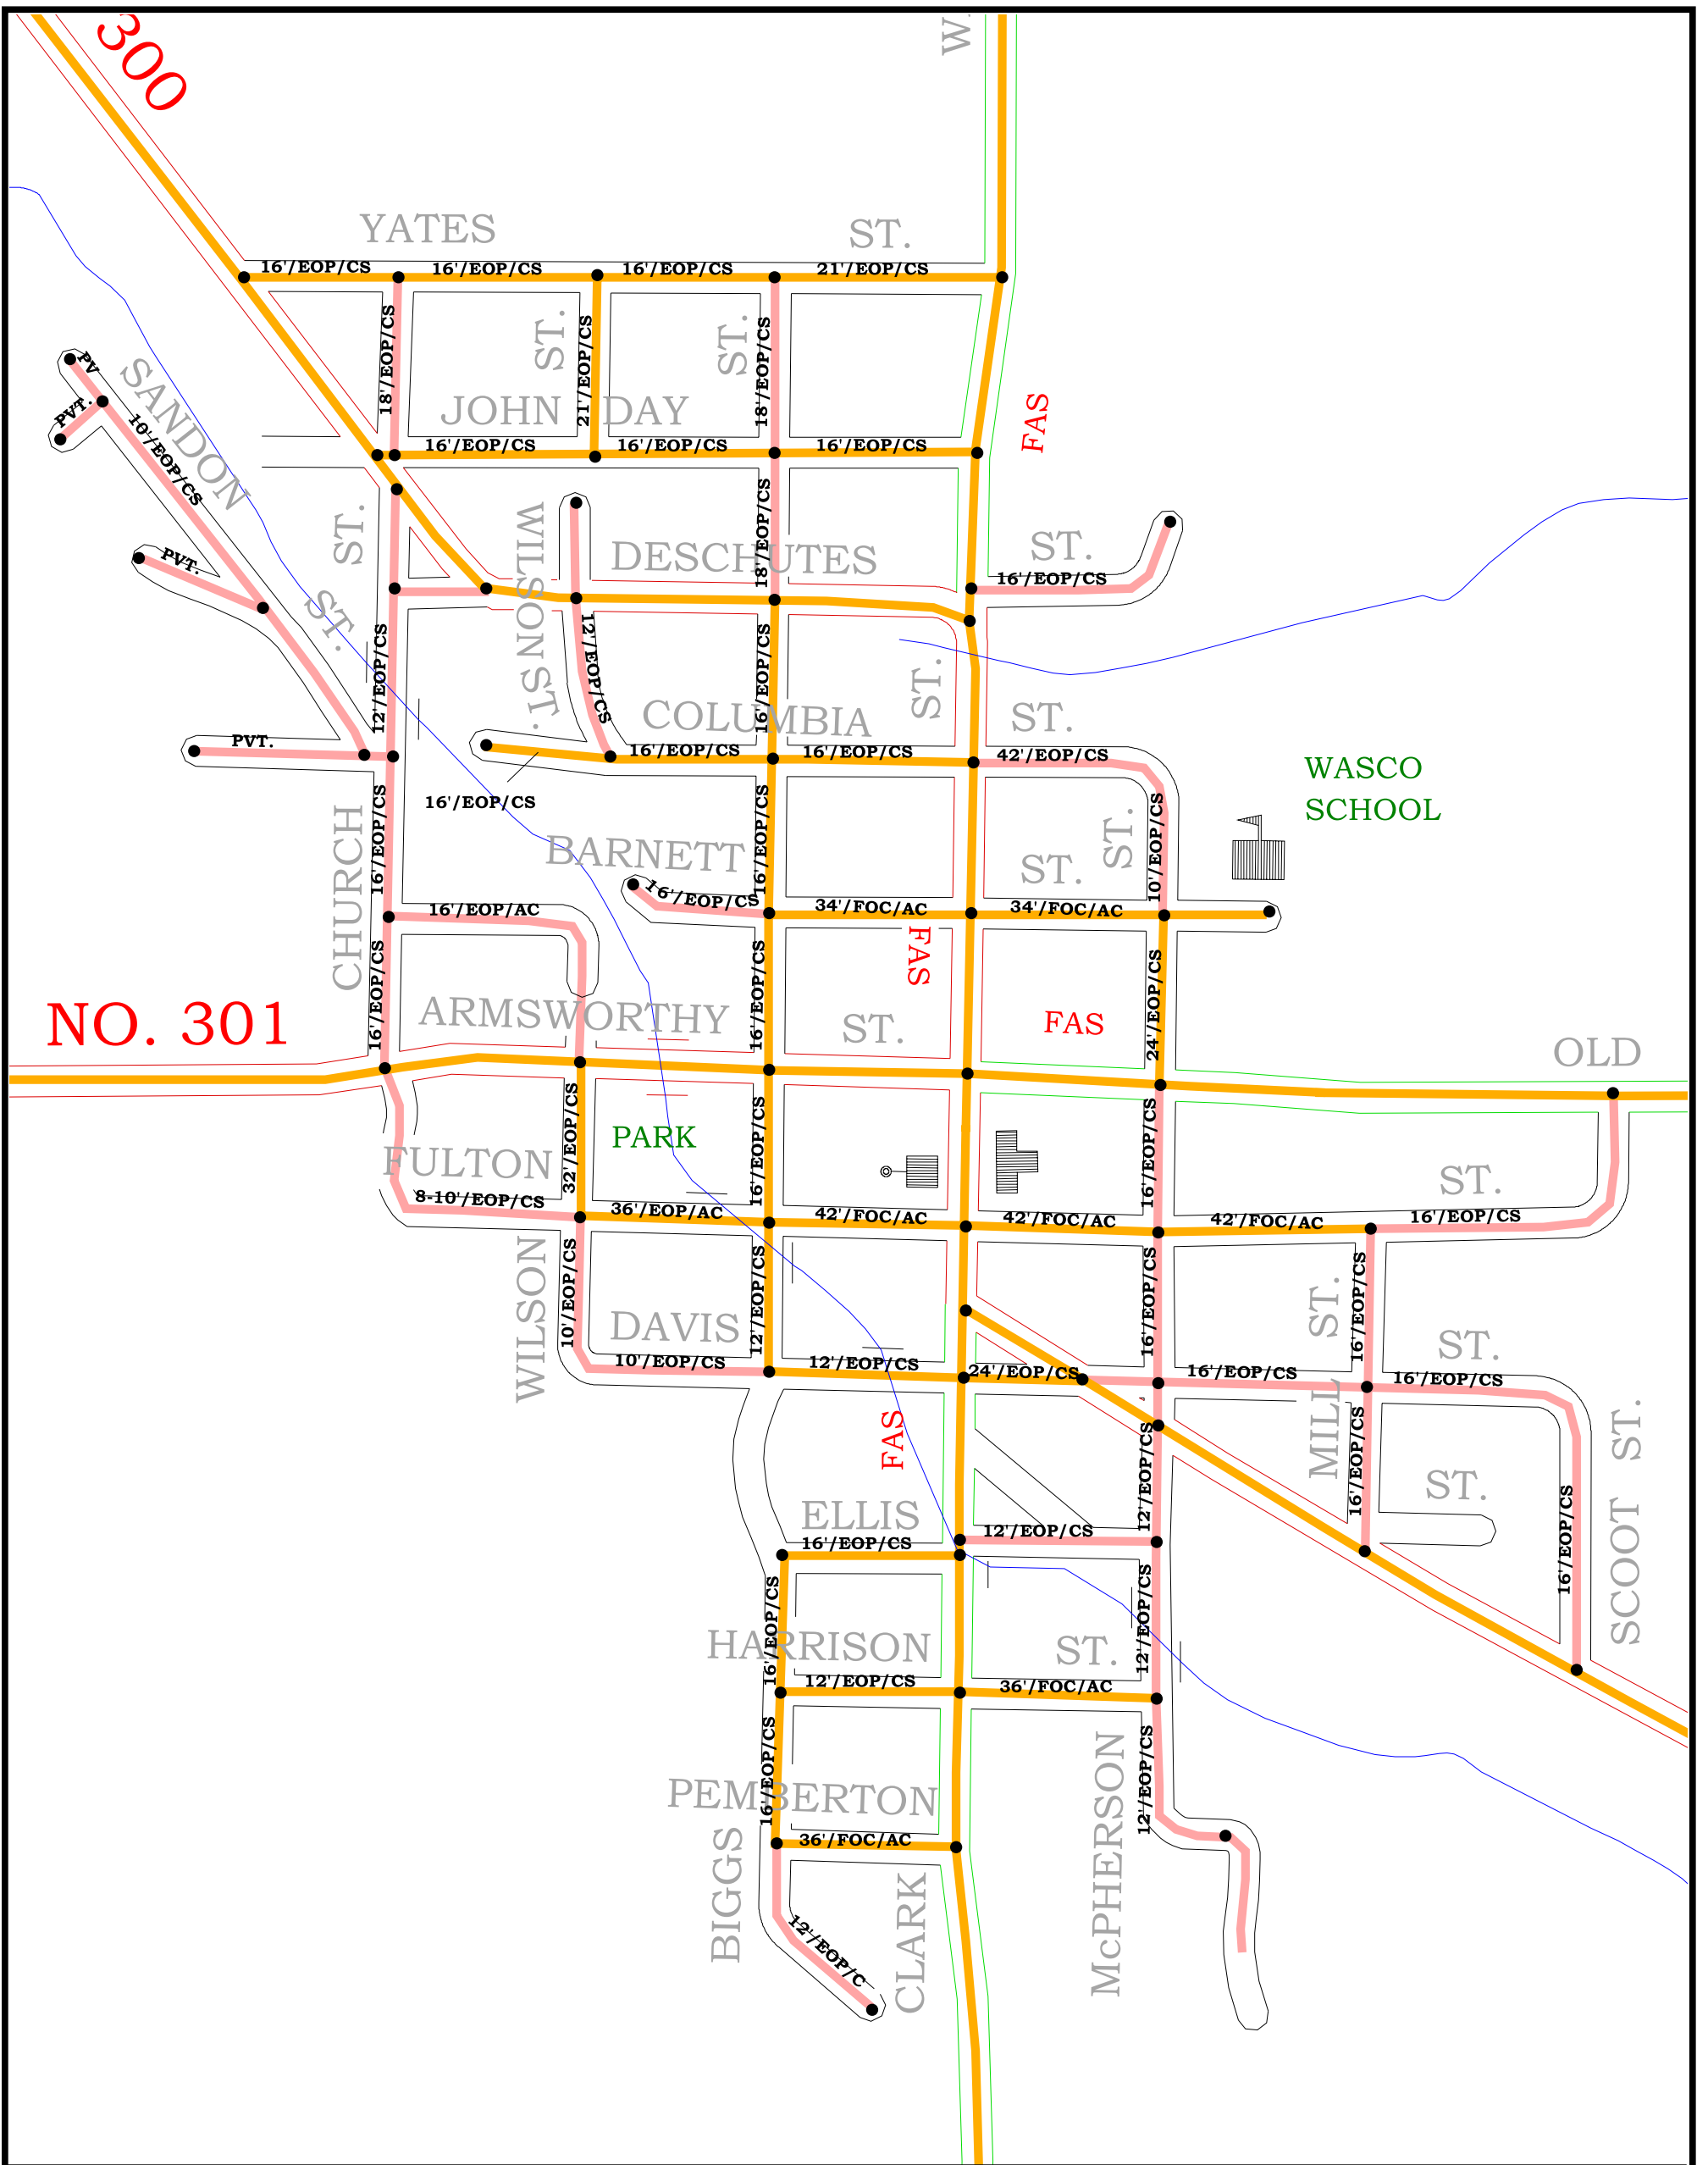 300
W.
YATES ST.
16'/EOP/CS 16'/EOP/CS 16'/EOP/CS 21'/EOP/CS
18'/EOP/CS
ST.
21'/EOP/CS
ST.
18'/EOP/CS
PV
PVT.
SANDON
10'/EOP/CS
JOHN DAY
FAS
16'/EOP/CS 16'/EOP/CS 16'/EOP/CS
ST.
WILSON
18'/EOP/CS
DESCHUTES ST.
16'/EOP/CS
PVT.
ST.
12'/EOP/CS
12'/EOP/CS
ST.
16'/EOP/CS
ST.
COLUMBIA ST.
PVT.
16'/EOP/CS 16'/EOP/CS 42'/EOP/CS
WASCO
SCHOOL
16'/EOP/CS
CHURCH
16'/EOP/CS
16'/EOP/CS
ST.
10'/EOP/CS
BARNETT ST.
16'/EOP/CS
16'/EOP/AC 34'/FOC/AC 34'/FOC/AC
16'/EOP/CS
16'/EOP/CS
FAS
24'/EOP/CS
NO. 301
ARMSWORTHY ST.
FAS
OLD
32'/EOP/CS
PARK
16'/EOP/CS
16'/EOP/CS
FULTON ST.
8-10'/EOP/CS 36'/EOP/AC 42'/FOC/AC 42'/FOC/AC 42'/FOC/AC 16'/EOP/CS
WILSON
10'/EOP/CS
12'/EOP/CS
16'/EOP/CS
ST.
16'/EOP/CS
DAVIS ST.
10'/EOP/CS 12'/EOP/CS 24'/EOP/CS 16'/EOP/CS 16'/EOP/CS
FAS
12'/EOP/CS
MILL
16'/EOP/CS
ST.
ELLIS ST.
16'/EOP/CS 12'/EOP/CS
16'/EOP/CS
SCOOT
16'/EOP/CS
12'/EOP/CS
HARRISON ST.
12'/EOP/CS 36'/FOC/AC
16'/EOP/CS
12'/EOP/CS
PEMBERTON
36'/FOC/AC
BIGGS
CLARK
McPHERSON
12'/EOP/C